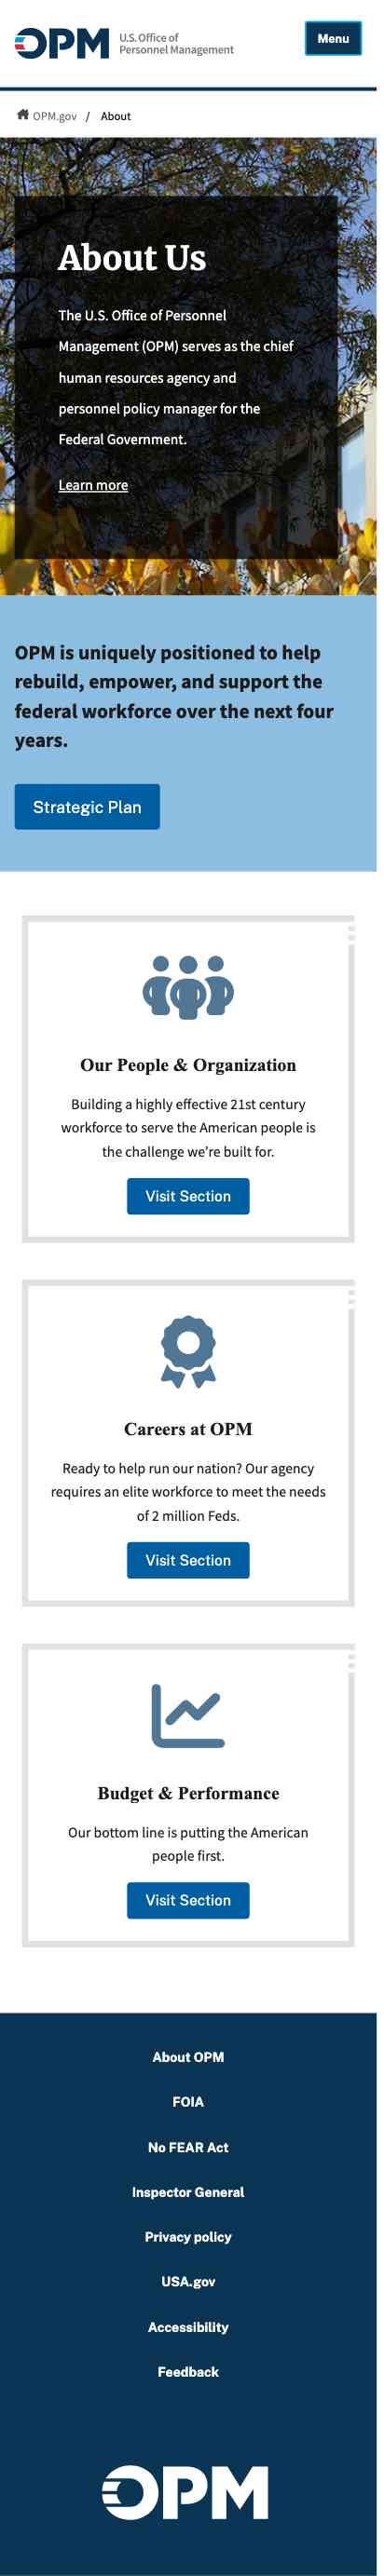 OPM
U.S. Office of
Personnel Management
Menu
OPM.gov / About
About Us
The U.S. Office of Personnel
Management (OPM) serves as the chief
human resources agency and
personnel policy manager for the
Federal Government.
Learn more
OPM is uniquely positioned to help
rebuild, empower, and support the
federal workforce over the next four
years.
Strategic Plan
Our People & Organization
Building a highly effective 21st century
workforce to serve the American people is
the challenge we’re built for.
Visit Section
Careers at OPM
Ready to help run our nation? Our agency
requires an elite workforce to meet the needs
of 2 million Feds.
Visit Section
Budget & Performance
Our bottom line is putting the American
people first.
Visit Section
About OPM
FOIA
No FEAR Act
Inspector General
Privacy policy
USA.gov
Accessibility
Feedback
OPM